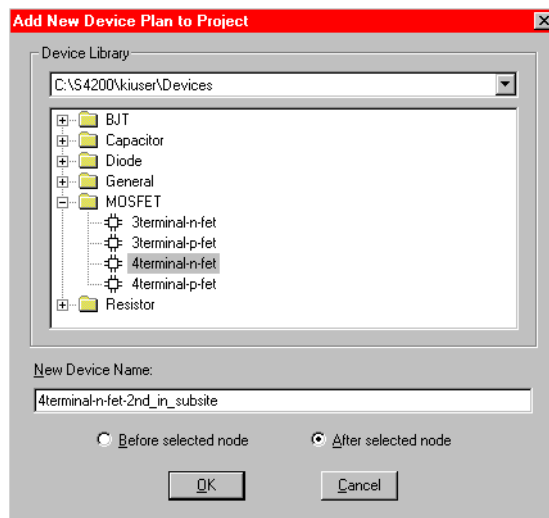 Add New Device Plan to Project
Device Library
C:\S4200\kiuser\Devices
BJT
Capacitor
Diode
General
MOSFET
3terminal-n-fet
3terminal-p-fet
4terminal-n-fet
4terminal-p-fet
Resistor
New Device Name:
4terminal-n-fet-2nd_in_subsite
Before selected node After selected node
OK Cancel